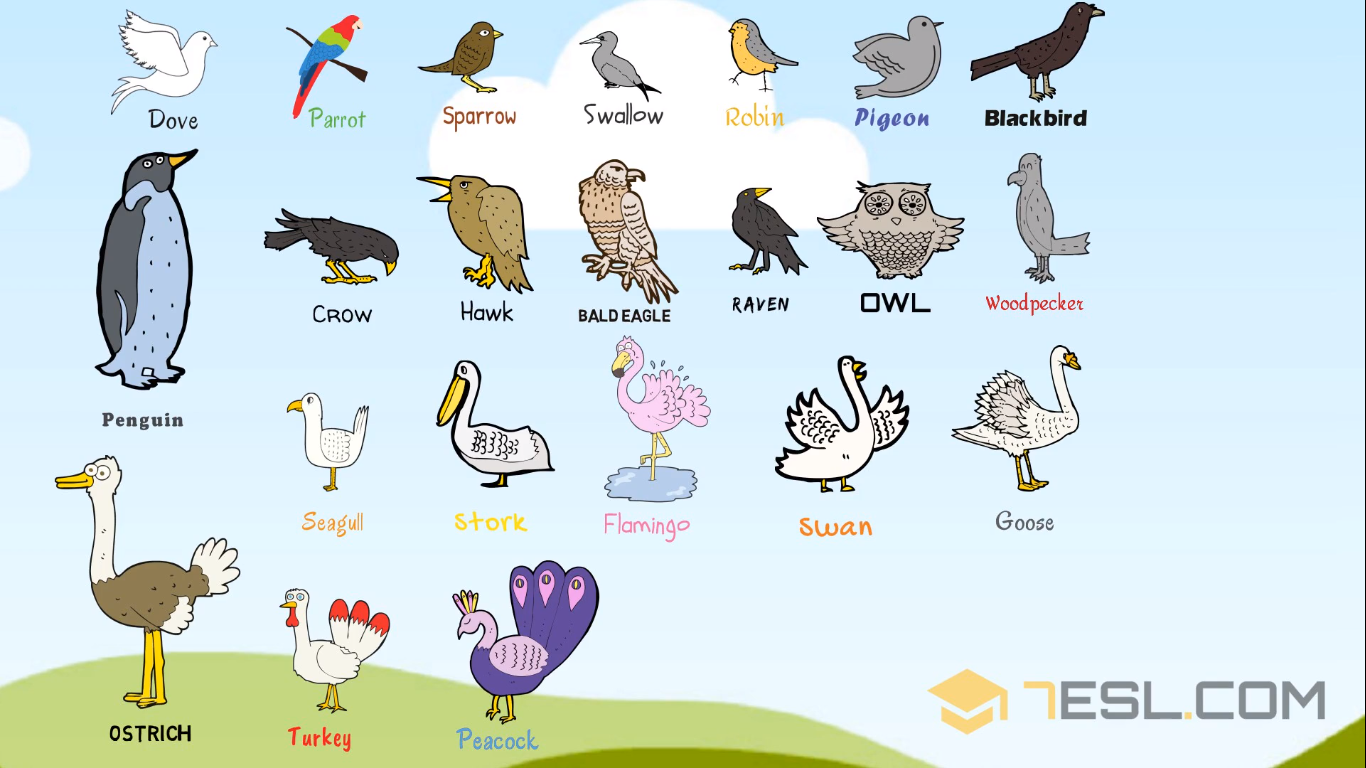 Dove
Parrot
Sparrow
Swallow
Robin
Pigeon
Blackbird
Penguin
CROW
Hawk
BALD EAGLE
RAVEN
OWL
Woodpecker
Seagull
Stork
Flamingo
Swan
Goose
OSTRICH
Turkey
Peacock
7ESL.COM